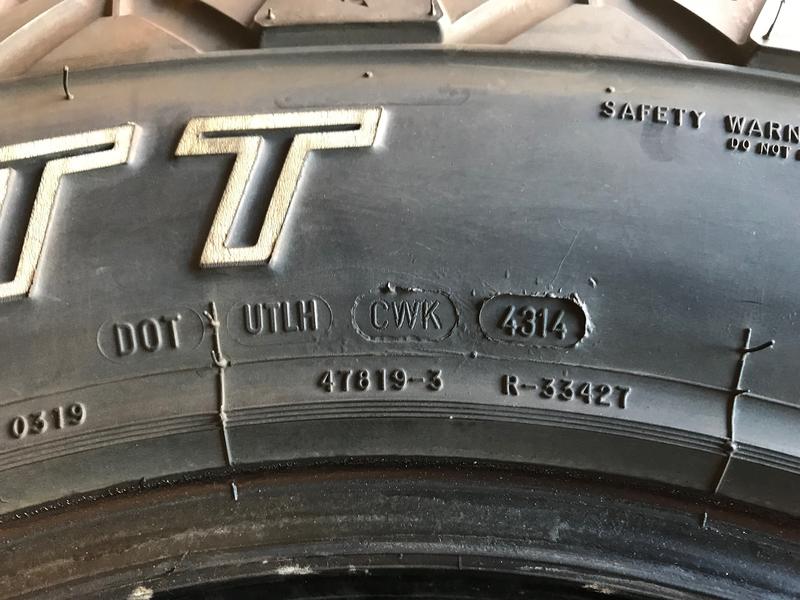 TT
SAFETY WARN
DO NOT
DOT UTLH CWK 4314
47819-3 R-33427
0319